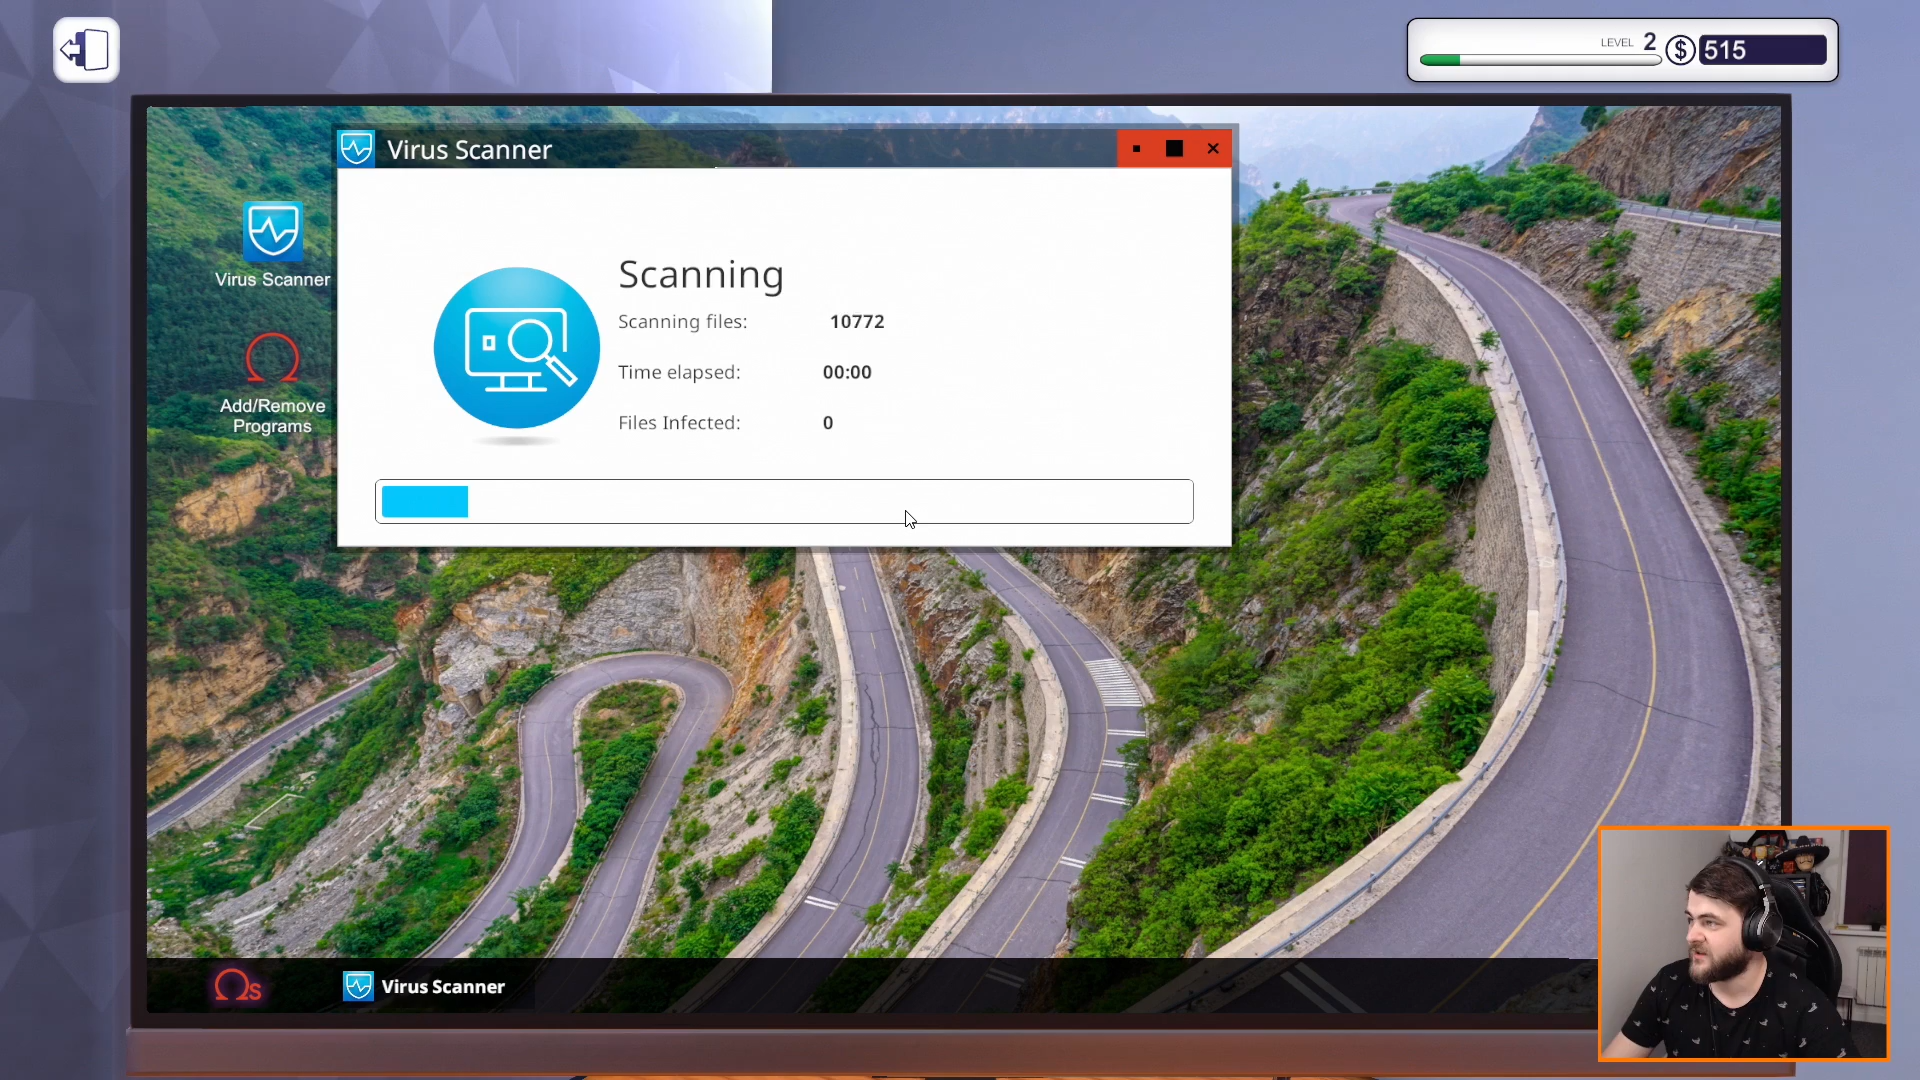 LEVEL 2
515
Virus Scanner
Virus Scanner
Add/Remove
Programs
Scanning
Scanning files: 10772
Time elapsed: 00:00
Files Infected: 0
Ωs
Virus Scanner